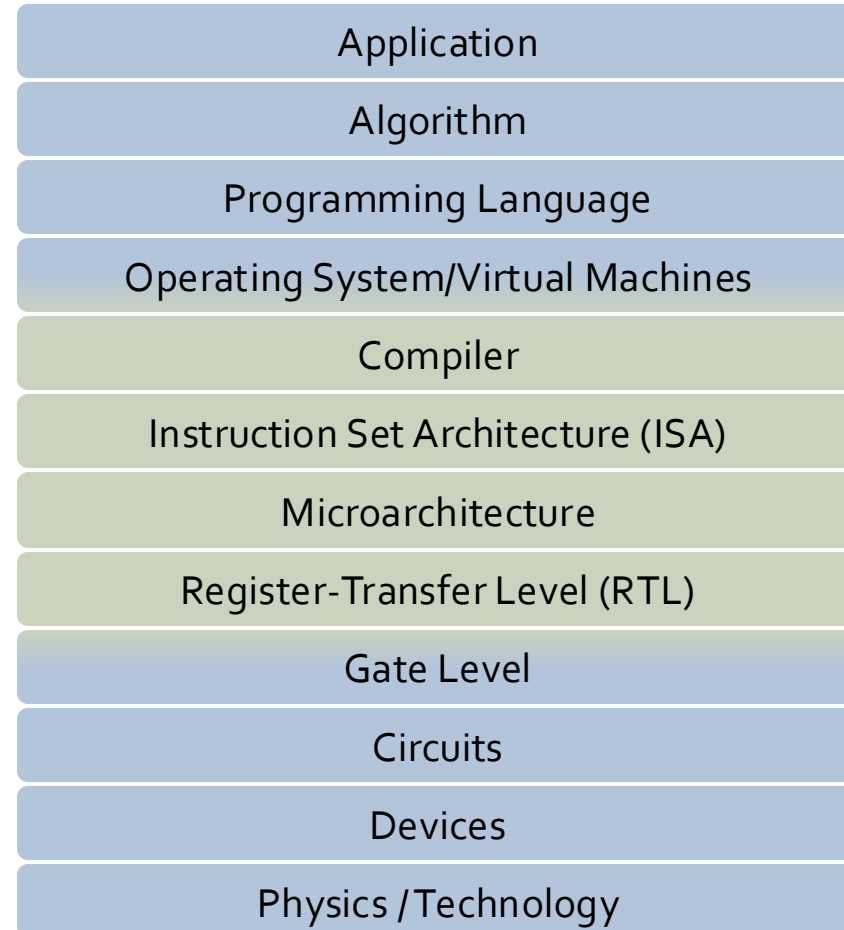 Application
Algorithm
Programming Language
Operating System/Virtual Machines
Compiler
Instruction Set Architecture (ISA)
Microarchitecture
Register-Transfer Level (RTL)
Gate Level
Circuits
Devices
Physics / Technology